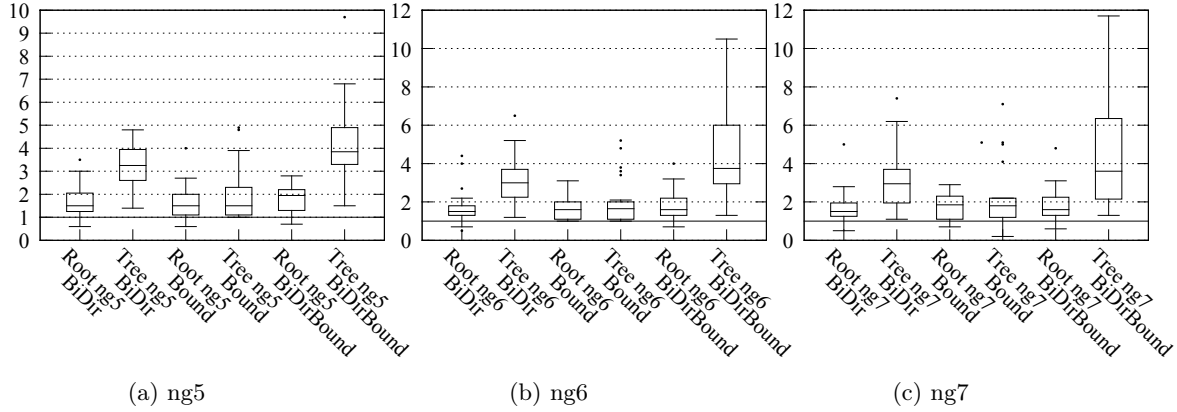 10
9
8
7
6
5
4
3
2
1
0
Root ng5
BiDir
Tree ng5
BiDir
Root ng5
Bound
Tree ng5
Bound
Root ng5
BiDirBound
Tree ng5
BiDirBound
(a) ng5
12
10
8
6
4
2
0
Root ng6
BiDir
Tree ng6
BiDir
Root ng6
Bound
Tree ng6
Bound
Root ng6
BiDirBound
Tree ng6
BiDirBound
(b) ng6
12
10
8
6
4
2
0
Root ng7
BiDir
Tree ng7
BiDir
Root ng7
Bound
Tree ng7
Bound
Root ng7
BiDirBound
Tree ng7
BiDirBound
(c) ng7